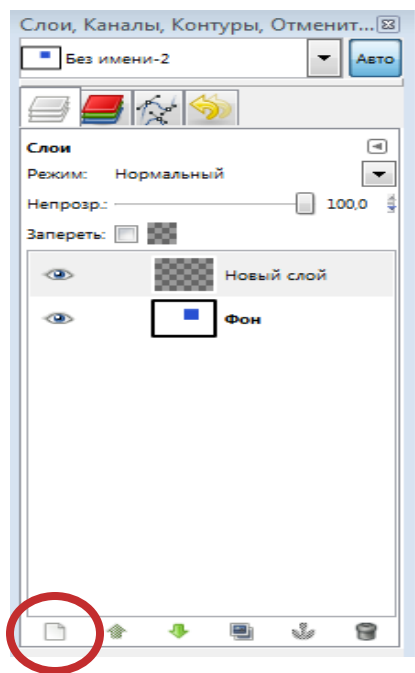 Слои, Каналы, Контуры, Отменит...
Без имени-2
Авто
Слои
Режим: Нормальный
Непрозр.: 100,0
Запереть:
Новый слой
Фон